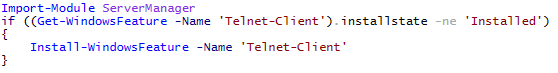 Import-Module ServerManager
if ((Get-WindowsFeature -Name 'Telnet-Client').installstate -ne 'Installed')
{
    Install-WindowsFeature -Name 'Telnet-Client'
}